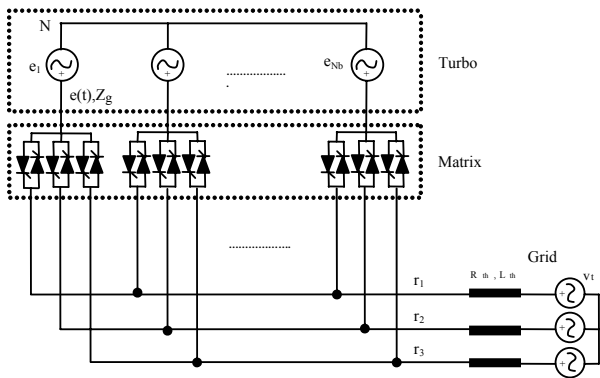 N
e1
eNb
Turbo
e(t),Zg
Matrix
Grid
R th , L th
vt
r1
r2
r3